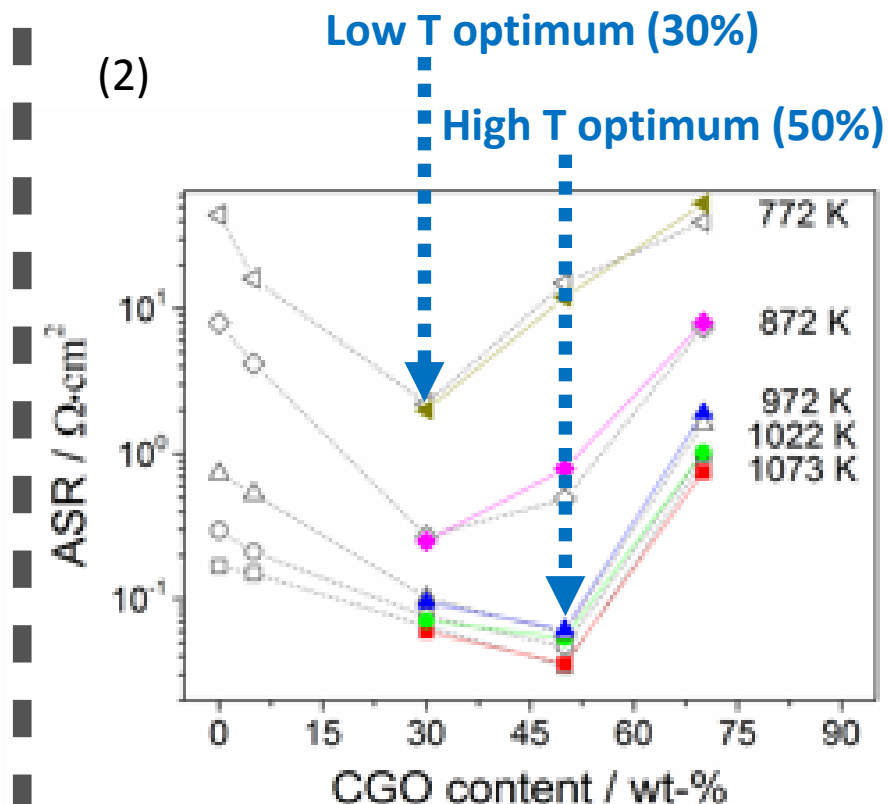 Low T optimum (30%)
(2)
High T optimum (50%)
772 K
10¹
872 K
972 K
1022 K
10⁰
1073 K
10⁻¹
ASR / Ω·cm²
0 15 30 45 60 75 90
CGO content / wt-%